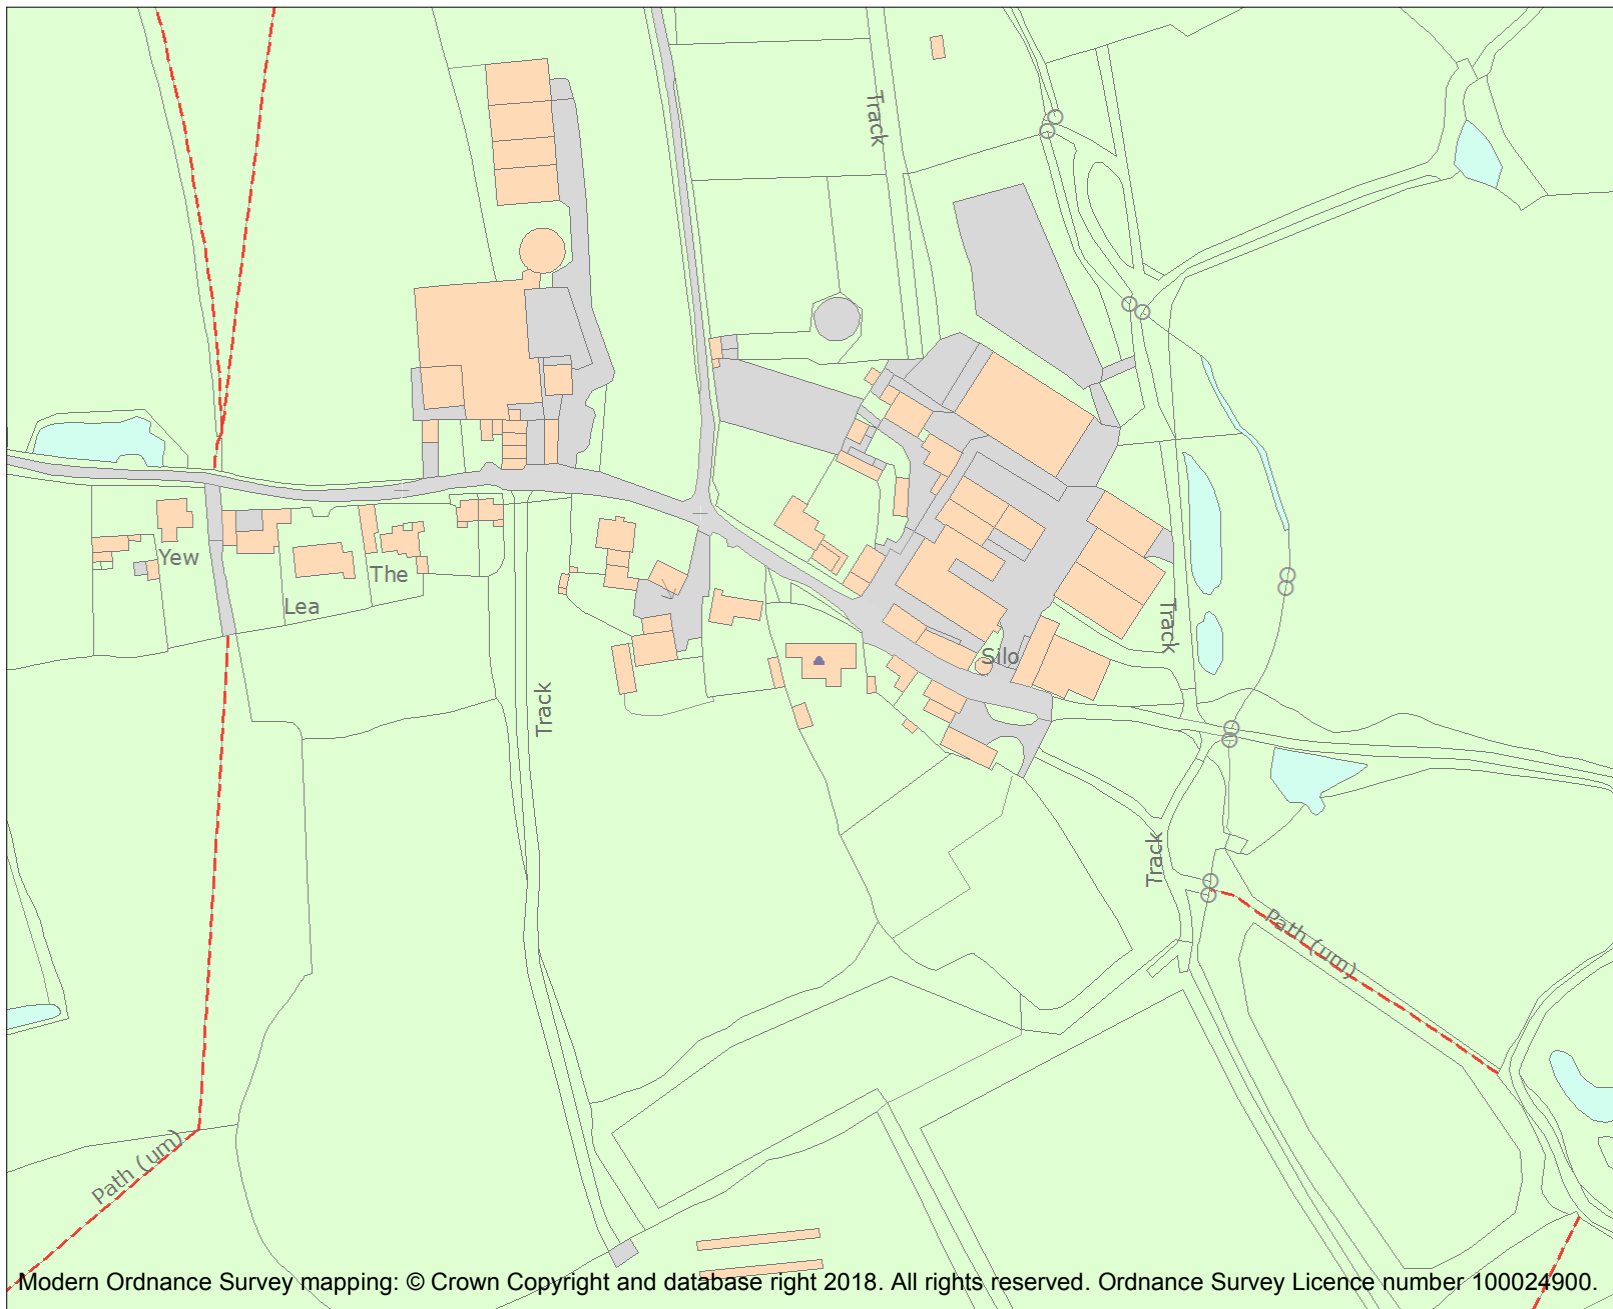 Track
Yew
The
Lea
Track
Silo
Track
Track
Path (um)
Path (um)
Modern Ordnance Survey mapping: © Crown Copyright and database right 2018. All rights reserved. Ordnance Survey Licence number 100024900.